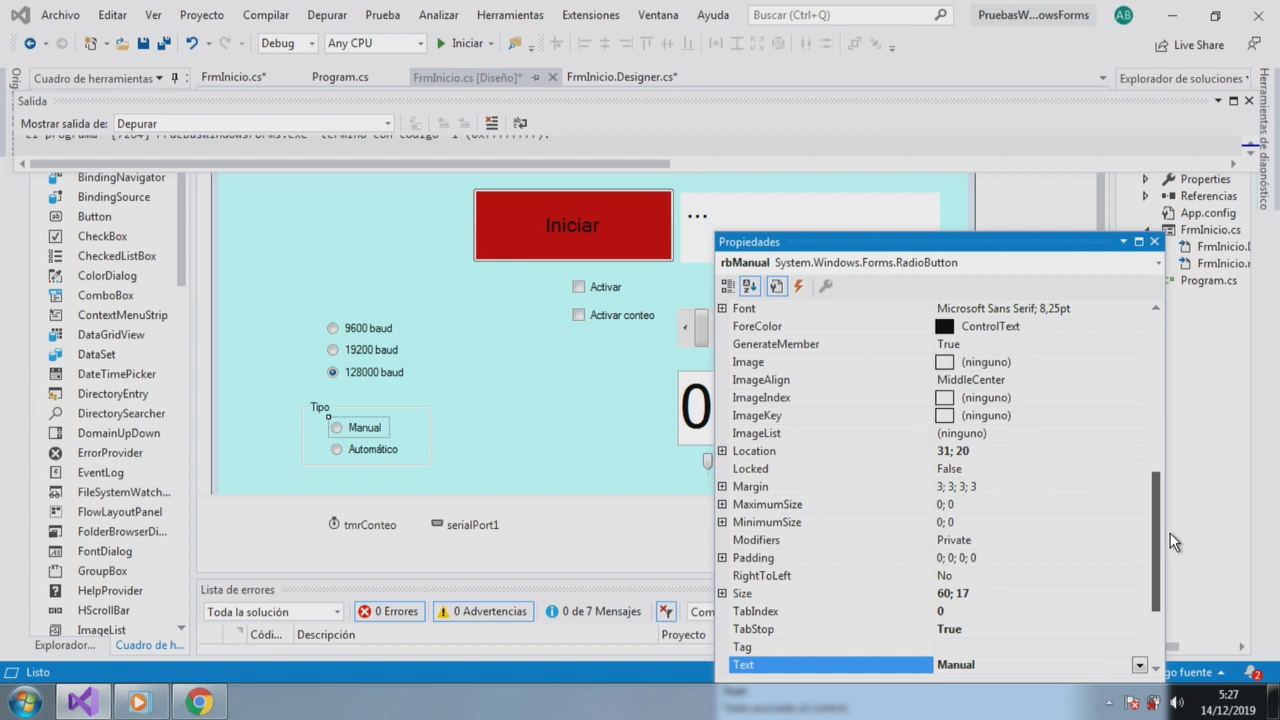 Archivo Editar Ver Proyecto Compilar Depurar Prueba Analizar Herramientas Extensiones Ventana Ayuda Buscar (Ctrl+Q) PruebasW...owsForms AB
Debug Any CPU Iniciar Live Share
Cuadro de herramientas FrmInicio.cs* Program.cs FrmInicio.cs [Diseño]* FrmInicio.Designer.cs* Explorador de soluciones
Salida
Mostrar salida de: Depurar
BindingNavigator
BindingSource
Button
CheckBox
CheckedListBox
ColorDialog
ComboBox
ContextMenuStrip
DataGridView
DataSet
DateTimePicker
DirectoryEntry
DirectorySearcher
DomainUpDown
ErrorProvider
EventLog
FileSystemWatch...
FlowLayoutPanel
FolderBrowserDi...
FontDialog
GroupBox
HelpProvider
HScrollBar
ImageList
Explorador... Cuadro de h...
Iniciar ...
Activar
Activar conteo
9600 baud
19200 baud
128000 baud
0
Tipo
Manual
Automático
tmrConteo serialPort1
Lista de errores
Toda la solución 0 Errores 0 Advertencias 0 de 7 Mensajes
Códi... Descripción Proyecto
Propiedades
rbManual System.Windows.Forms.RadioButton
Font Microsoft Sans Serif; 8,25pt
ForeColor ControlText
GenerateMember True
Image (ninguno)
ImageAlign MiddleCenter
ImageIndex (ninguno)
ImageKey (ninguno)
ImageList (ninguno)
Location 31; 20
Locked False
Margin 3; 3; 3; 3
MaximumSize 0; 0
MinimumSize 0; 0
Modifiers Private
Padding 0; 0; 0; 0
RightToLeft No
Size 60; 17
TabIndex 0
TabStop True
Tag
Text Manual
Properties
Referencias
App.config
FrmInicio.cs
FrmInicio.
FrmInicio.
Program.cs
Herramientas de diagnóstico
Listo
2
5:27
14/12/2019